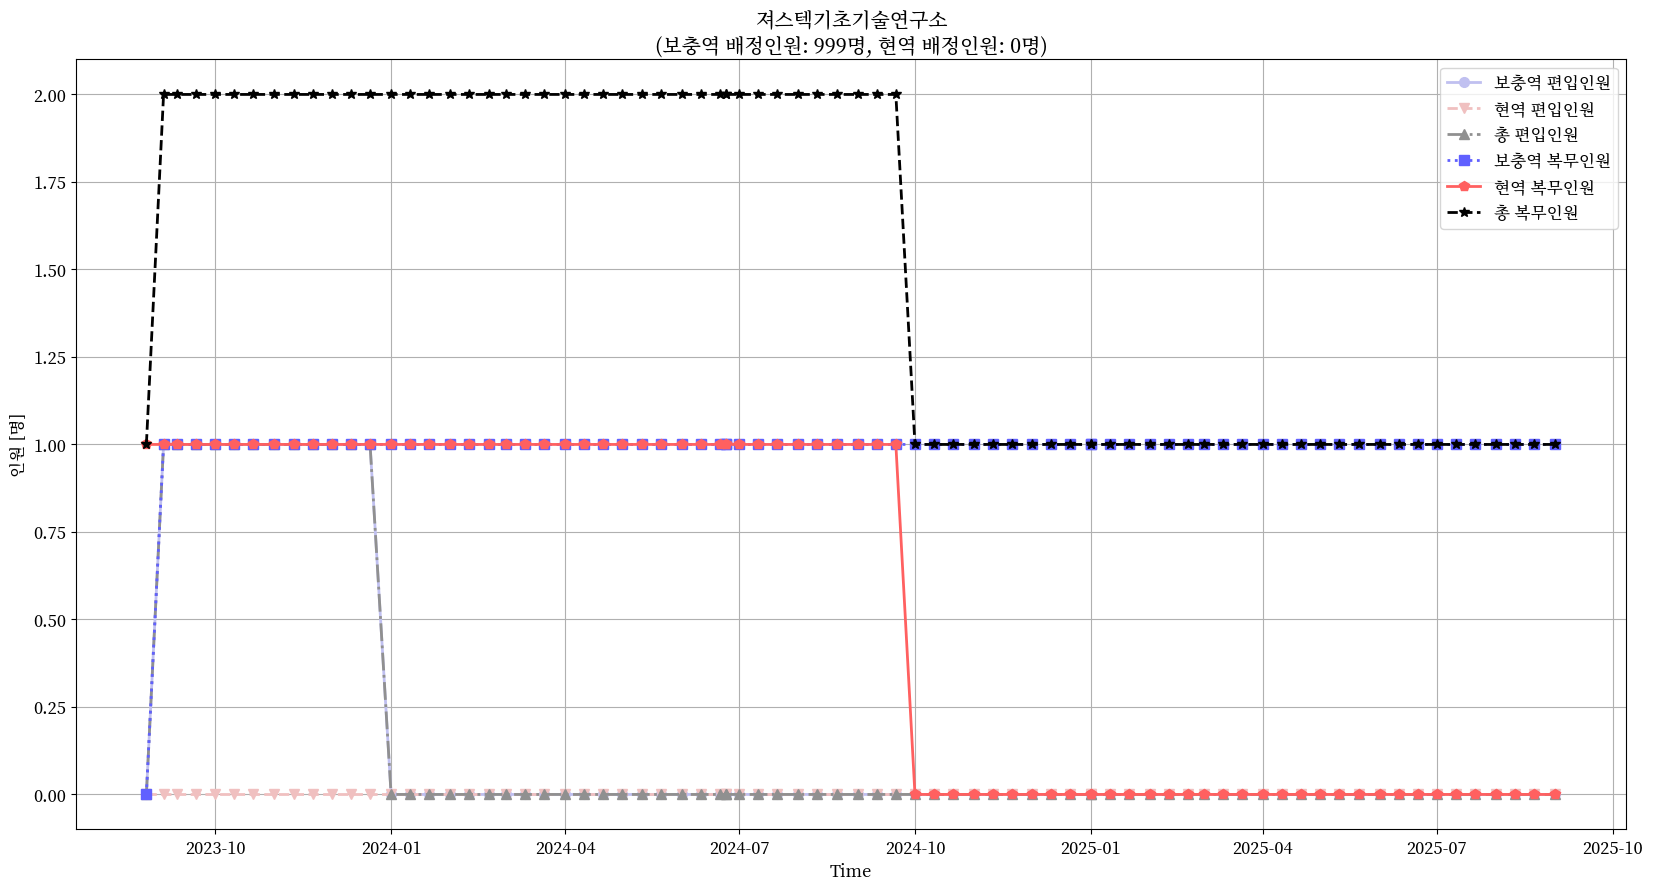 져스텍기초기술연구소
(보충역 배정인원: 999명, 현역 배정인원: 0명)
보충역 편입인원
현역 편입인원
총 편입인원
보충역 복무인원
현역 복무인원
총 복무인원
인원 [명]
2.00
1.75
1.50
1.25
1.00
0.75
0.50
0.25
0.00
2023-10
2024-01
2024-04
2024-07
2024-10
2025-01
2025-04
2025-07
2025-10
Time